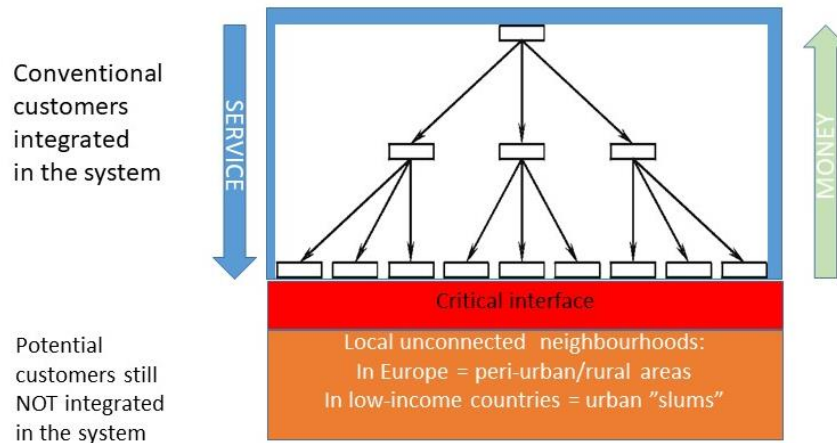 Conventional
customers
integrated
in the system
SERVICE
MONEY
Critical interface
Potential
customers still
NOT integrated
in the system
Local unconnected neighbourhoods:
In Europe = peri-urban/rural areas
In low-income countries = urban ”slums”